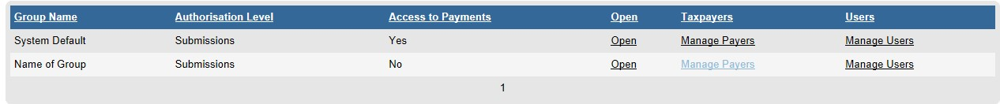 Group Name Authorisation Level Access to Payments Open Taxpayers Users
System Default Submissions Yes Open Manage Payers Manage Users
Name of Group Submissions No Open Manage Payers Manage Users
1